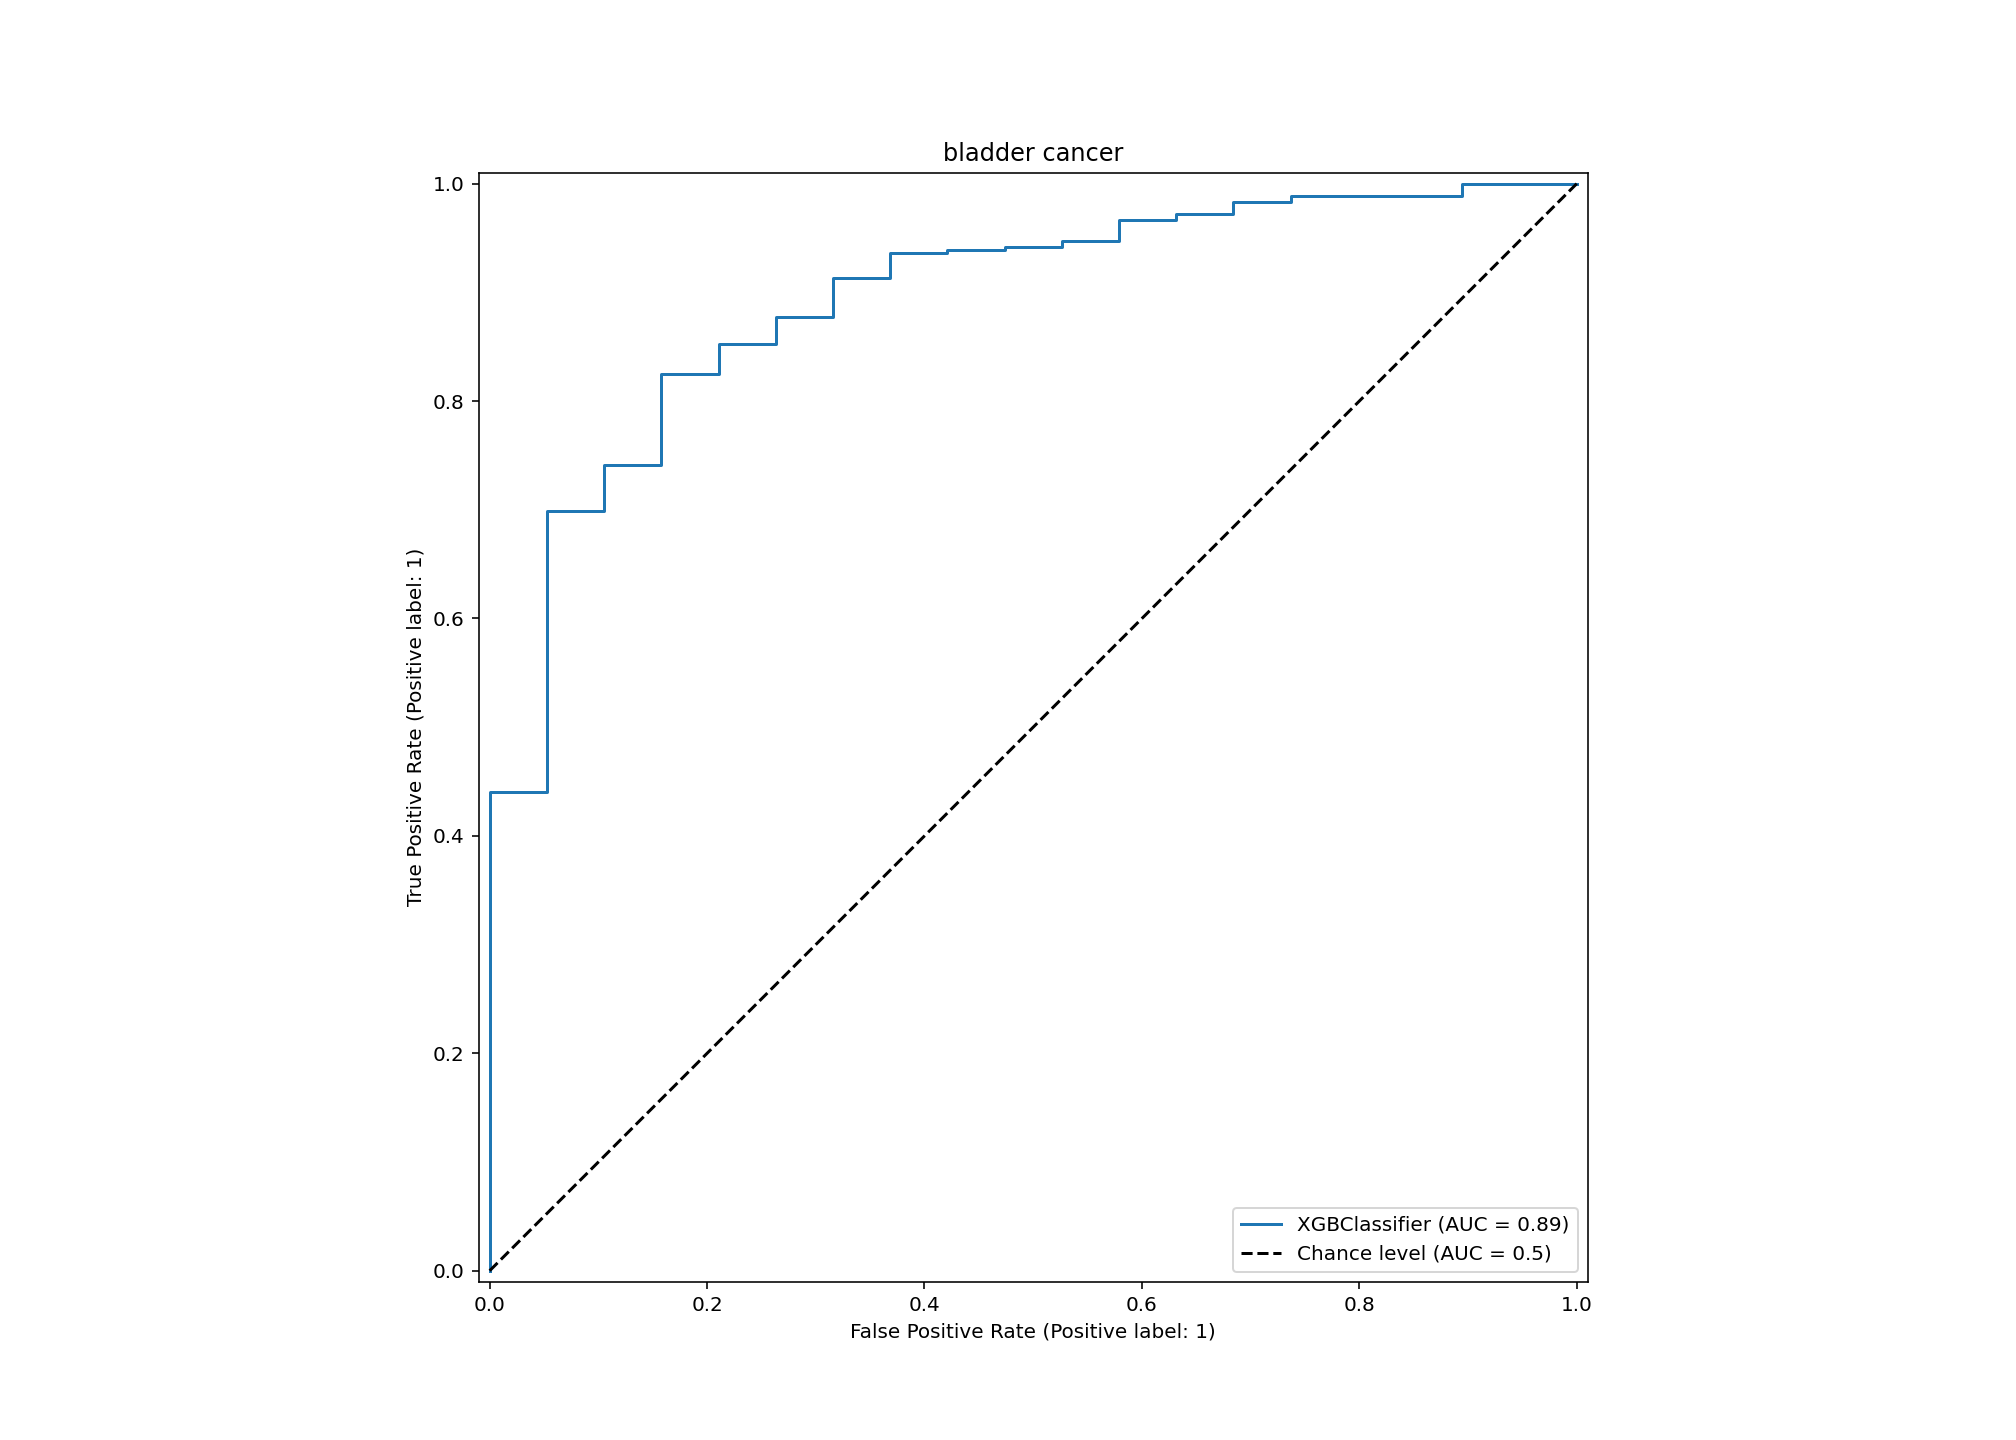 bladder cancer
1.0
0.8
0.6
0.4
0.2
0.0
True Positive Rate (Positive label: 1)
0.0 0.2 0.4 0.6 0.8 1.0
False Positive Rate (Positive label: 1)
XGBClassifier (AUC = 0.89)
Chance level (AUC = 0.5)